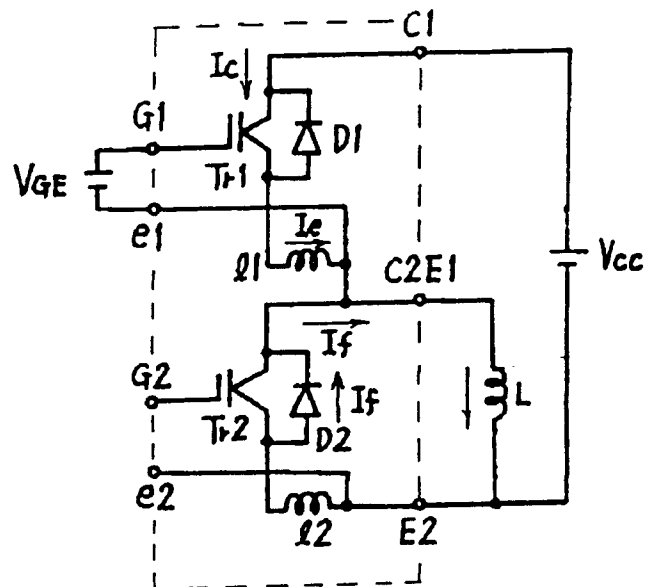 C1
Ic
G1
D1
VGE
Tr1
e1
Ie
ℓ1
C2E1
Vcc
If
G2
If
L
Tr2
D2
e2
ℓ2
E2